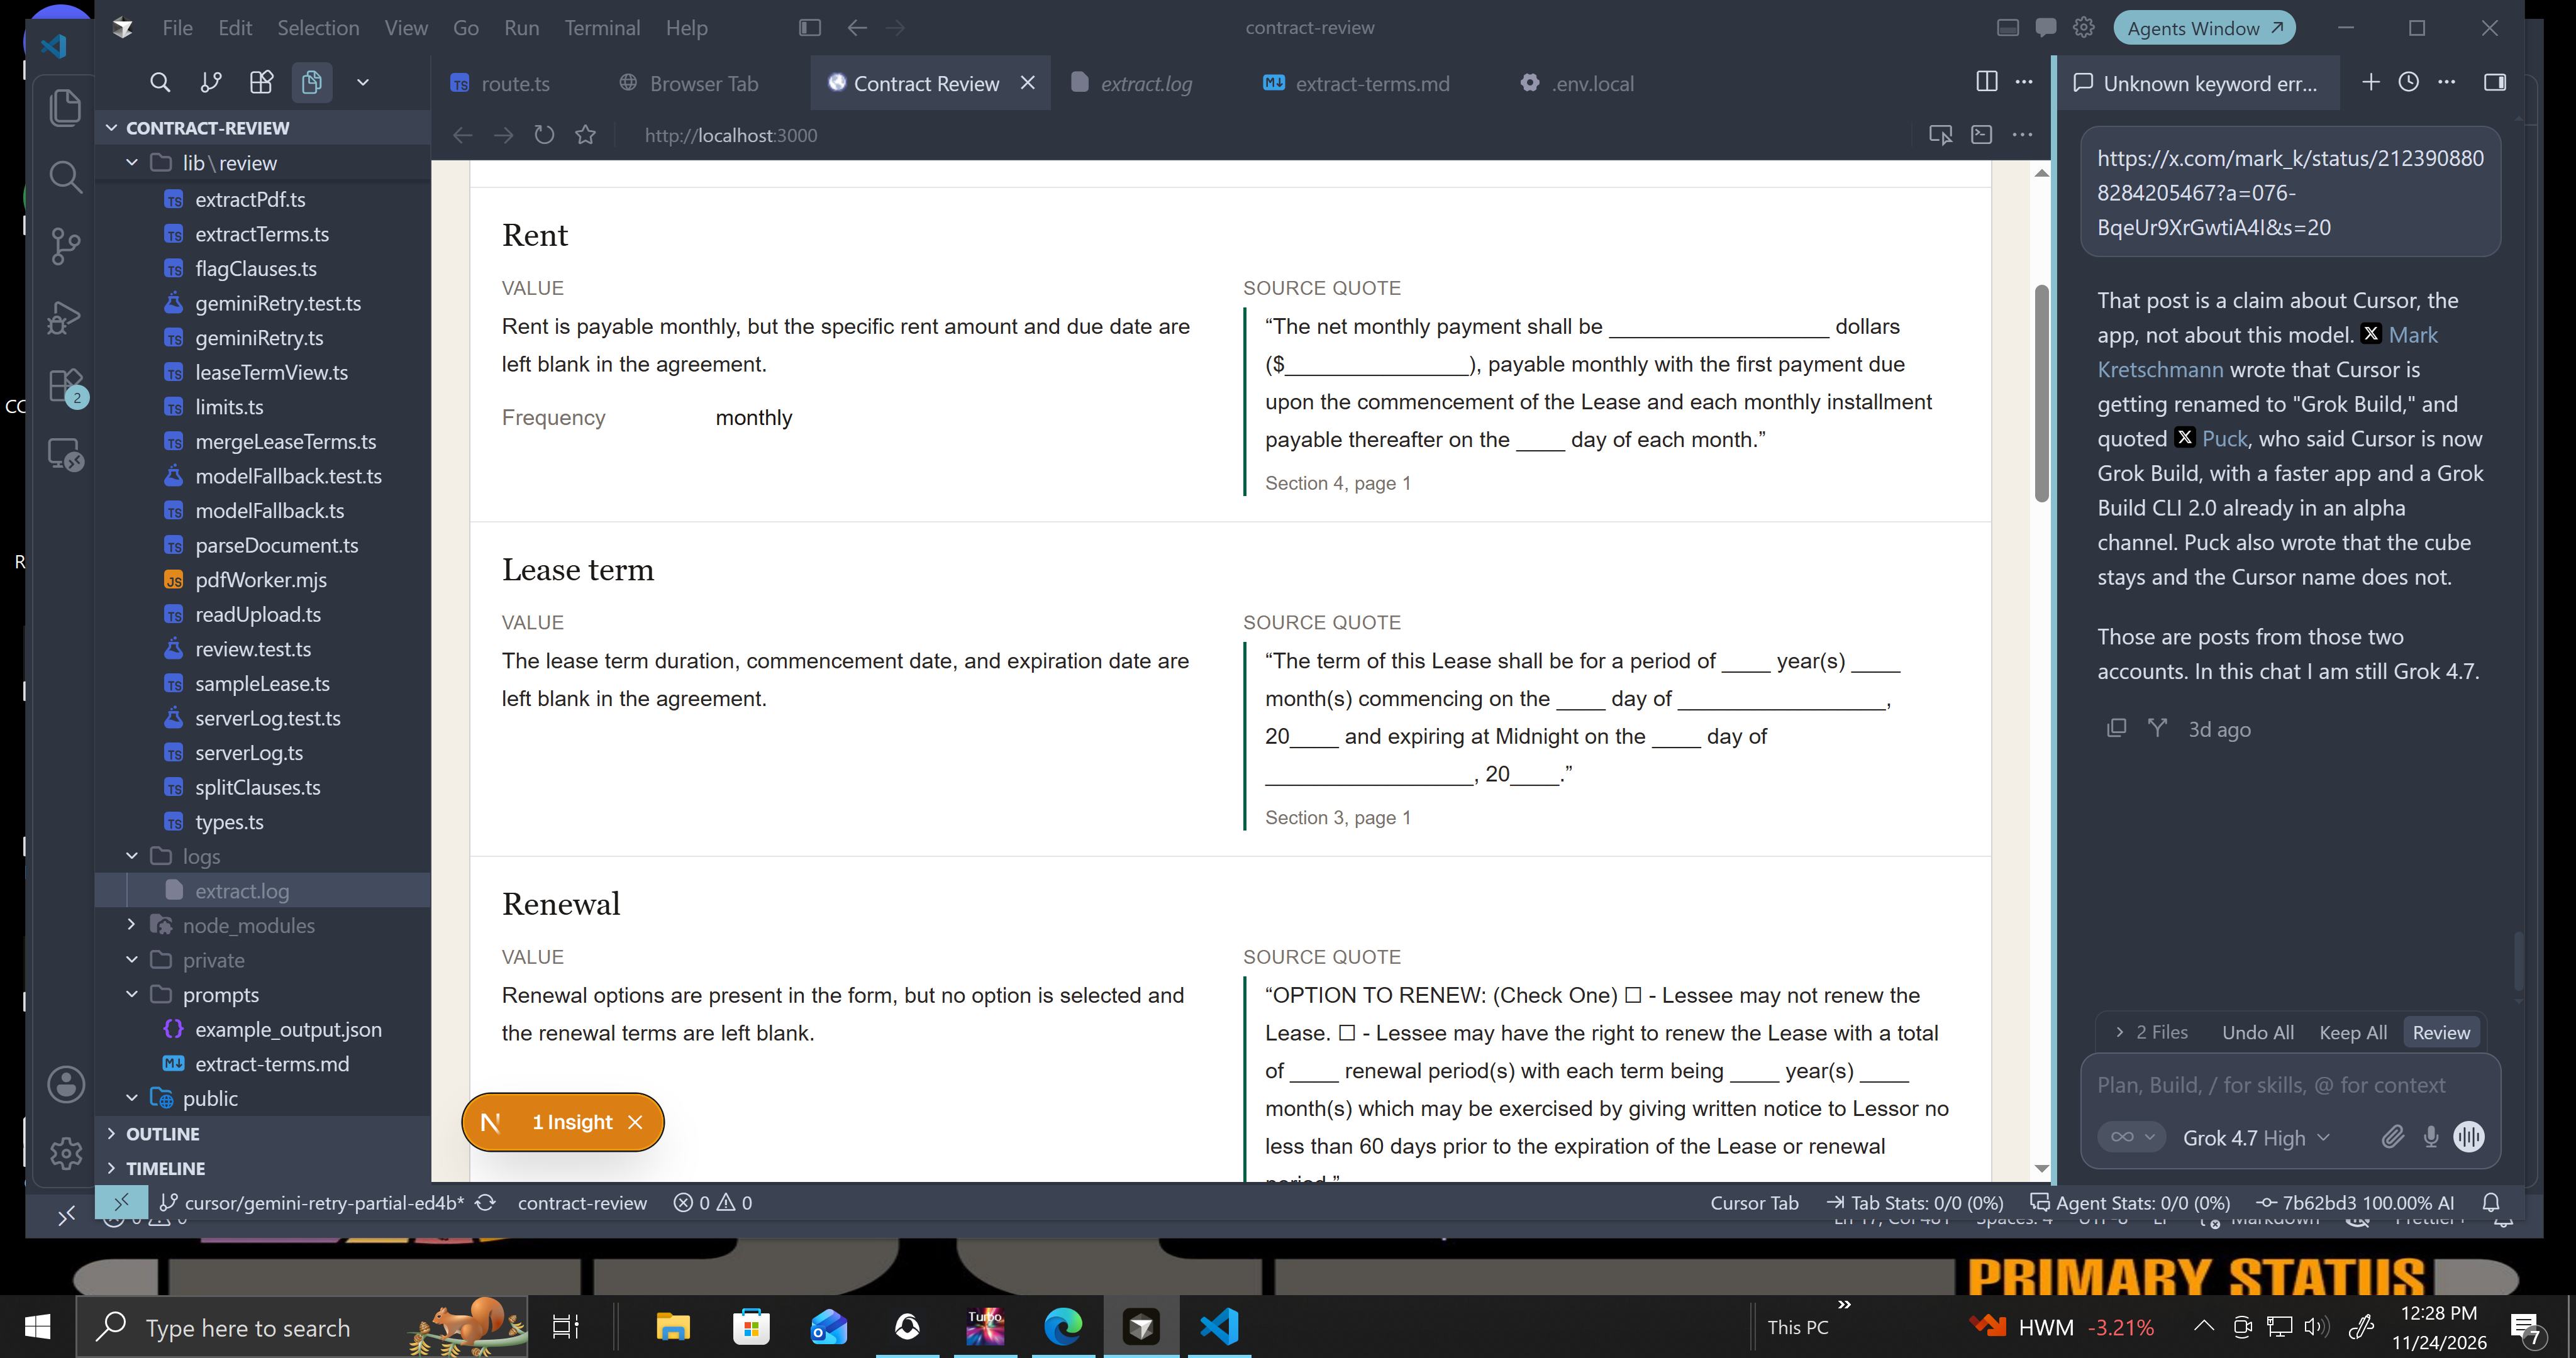 File Edit Selection View Go Run Terminal Help
contract-review
Agents Window
route.ts
Browser Tab
Contract Review
extract.log
extract-terms.md
.env.local
Unknown keyword err...
CONTRACT-REVIEW
lib\review
extractPdf.ts
extractTerms.ts
flagClauses.ts
geminiRetry.test.ts
geminiRetry.ts
leaseTermView.ts
limits.ts
mergeLeaseTerms.ts
modelFallback.test.ts
modelFallback.ts
parseDocument.ts
pdfWorker.mjs
readUpload.ts
review.test.ts
sampleLease.ts
serverLog.test.ts
serverLog.ts
splitClauses.ts
types.ts
logs
extract.log
node_modules
private
prompts
example_output.json
extract-terms.md
public
OUTLINE
TIMELINE
2
http://localhost:3000
Rent
VALUE
Rent is payable monthly, but the specific rent amount and due date are
left blank in the agreement.
Frequency monthly
SOURCE QUOTE
“The net monthly payment shall be __________________ dollars
($_______________), payable monthly with the first payment due
upon the commencement of the Lease and each monthly installment
payable thereafter on the ____ day of each month.”
Section 4, page 1
Lease term
VALUE
The lease term duration, commencement date, and expiration date are
left blank in the agreement.
SOURCE QUOTE
“The term of this Lease shall be for a period of ____ year(s) ____
month(s) commencing on the ____ day of _________________,
20____ and expiring at Midnight on the ____ day of
_________________, 20____.”
Section 3, page 1
Renewal
VALUE
Renewal options are present in the form, but no option is selected and
the renewal terms are left blank.
SOURCE QUOTE
“OPTION TO RENEW: (Check One) ☐ - Lessee may not renew the
Lease. ☐ - Lessee may have the right to renew the Lease with a total
of ____ renewal period(s) with each term being ____ year(s) ____
month(s) which may be exercised by giving written notice to Lessor no
less than 60 days prior to the expiration of the Lease or renewal
period.”
1 Insight
https://x.com/mark_k/status/212390880
8284205467?a=076-
BqeUr9XrGwtiA4I&s=20
That post is a claim about Cursor, the
app, not about this model. Mark
Kretschmann wrote that Cursor is
getting renamed to "Grok Build," and
quoted Puck, who said Cursor is now
Grok Build, with a faster app and a Grok
Build CLI 2.0 already in an alpha
channel. Puck also wrote that the cube
stays and the Cursor name does not.
Those are posts from those two
accounts. In this chat I am still Grok 4.7.
3d ago
2 Files Undo All Keep All Review
Plan, Build, / for skills, @ for context
Grok 4.7 High
cursor/gemini-retry-partial-ed4b*
contract-review
0 0
Cursor Tab
Tab Stats: 0/0 (0%)
Agent Stats: 0/0 (0%)
7b62bd3 100.00% AI
PRIMARY STATUS
Type here to search
Turbo
This PC
HWM -3.21%
12:28 PM
11/24/2026
7